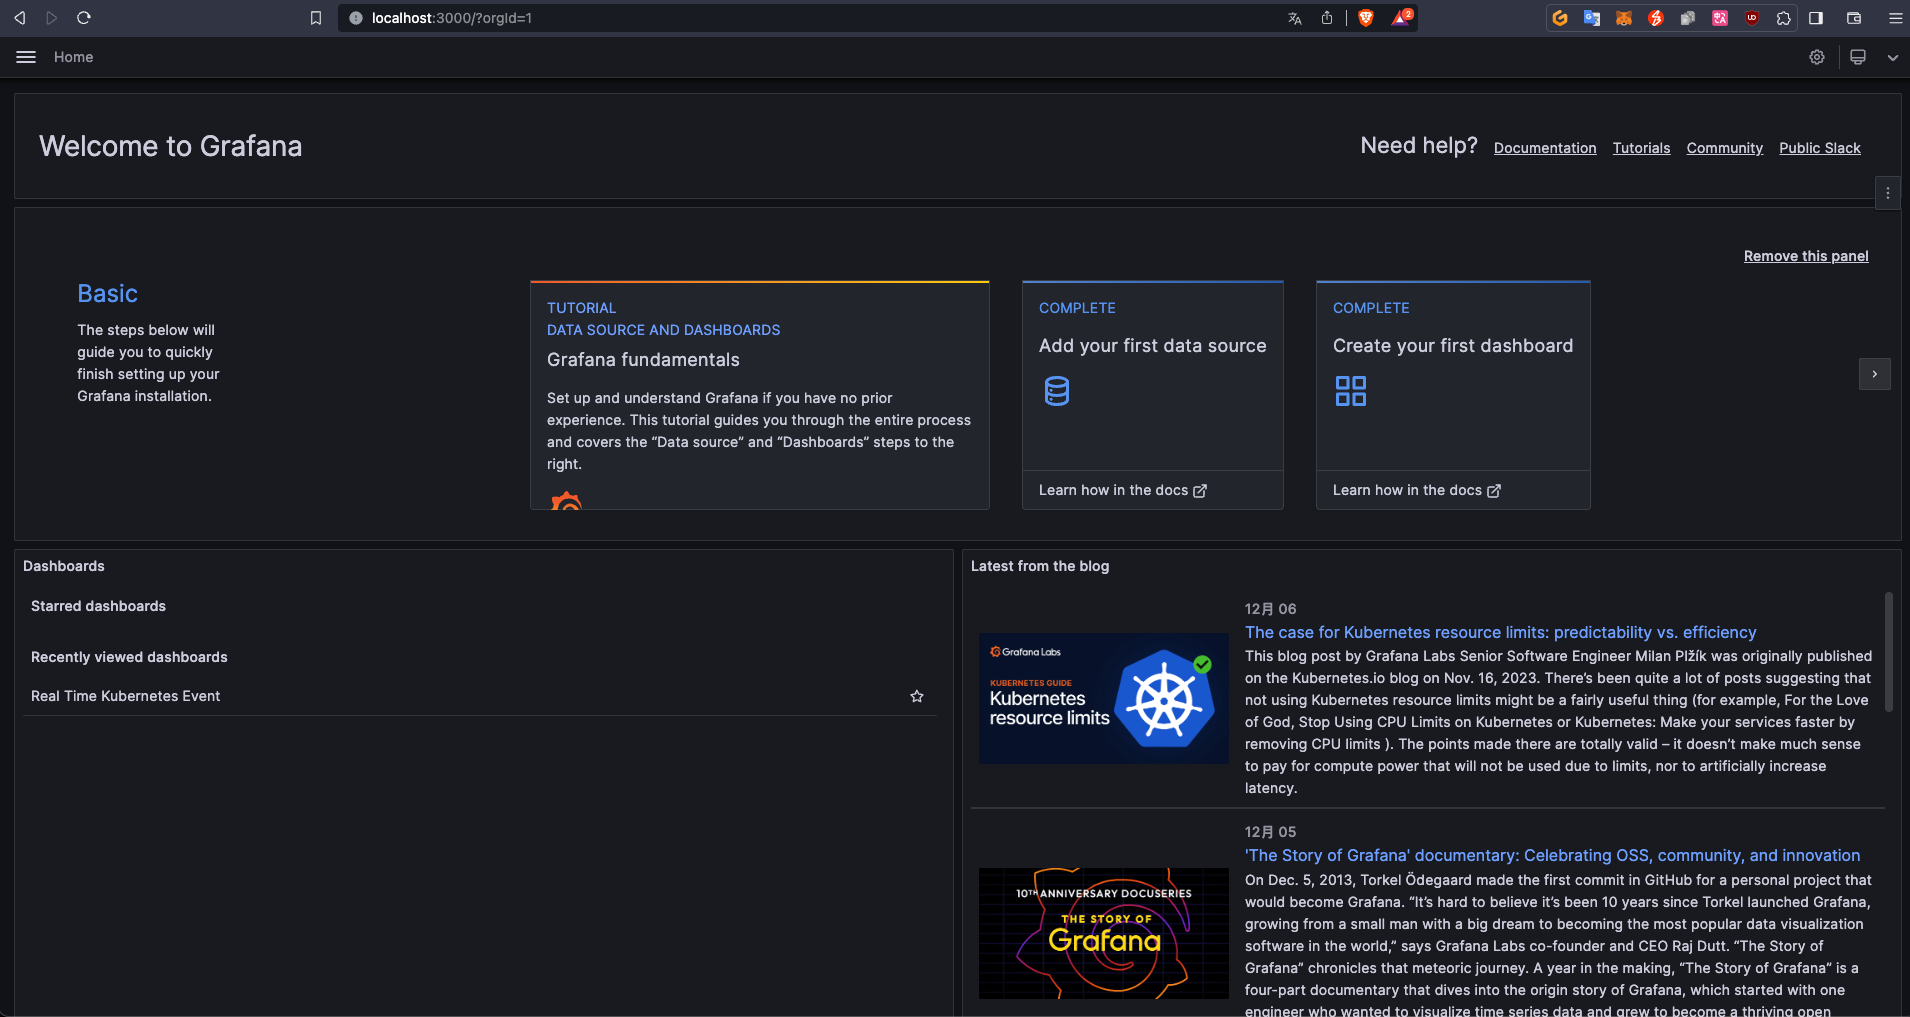 localhost:3000/?orgId=1
2
Home
Welcome to Grafana
Need help? Documentation Tutorials Community Public Slack
Remove this panel
Basic
The steps below will
guide you to quickly
finish setting up your
Grafana installation.
TUTORIAL
DATA SOURCE AND DASHBOARDS
Grafana fundamentals
Set up and understand Grafana if you have no prior
experience. This tutorial guides you through the entire process
and covers the “Data source” and “Dashboards” steps to the
right.
COMPLETE
Add your first data source
Learn how in the docs
COMPLETE
Create your first dashboard
Learn how in the docs
Dashboards
Starred dashboards
Recently viewed dashboards
Real Time Kubernetes Event
Latest from the blog
Grafana Labs
KUBERNETES GUIDE
Kubernetes
resource limits
12月 06
The case for Kubernetes resource limits: predictability vs. efficiency
This blog post by Grafana Labs Senior Software Engineer Milan Plžík was originally published
on the Kubernetes.io blog on Nov. 16, 2023. There’s been quite a lot of posts suggesting that
not using Kubernetes resource limits might be a fairly useful thing (for example, For the Love
of God, Stop Using CPU Limits on Kubernetes or Kubernetes: Make your services faster by
removing CPU limits ). The points made there are totally valid – it doesn’t make much sense
to pay for compute power that will not be used due to limits, nor to artificially increase
latency.
10TH ANNIVERSARY DOCUSERIES
THE STORY OF
Grafana
12月 05
'The Story of Grafana' documentary: Celebrating OSS, community, and innovation
On Dec. 5, 2013, Torkel Ödegaard made the first commit in GitHub for a personal project that
would become Grafana. “It’s hard to believe it’s been 10 years since Torkel launched Grafana,
growing from a small man with a big dream to becoming the most popular data visualization
software in the world,” says Grafana Labs co-founder and CEO Raj Dutt. “The Story of
Grafana” chronicles that meteoric journey. A year in the making, “The Story of Grafana” is a
four-part documentary that dives into the origin story of Grafana, which started with one
engineer who wanted to visualize time series data and grew to become a thriving open